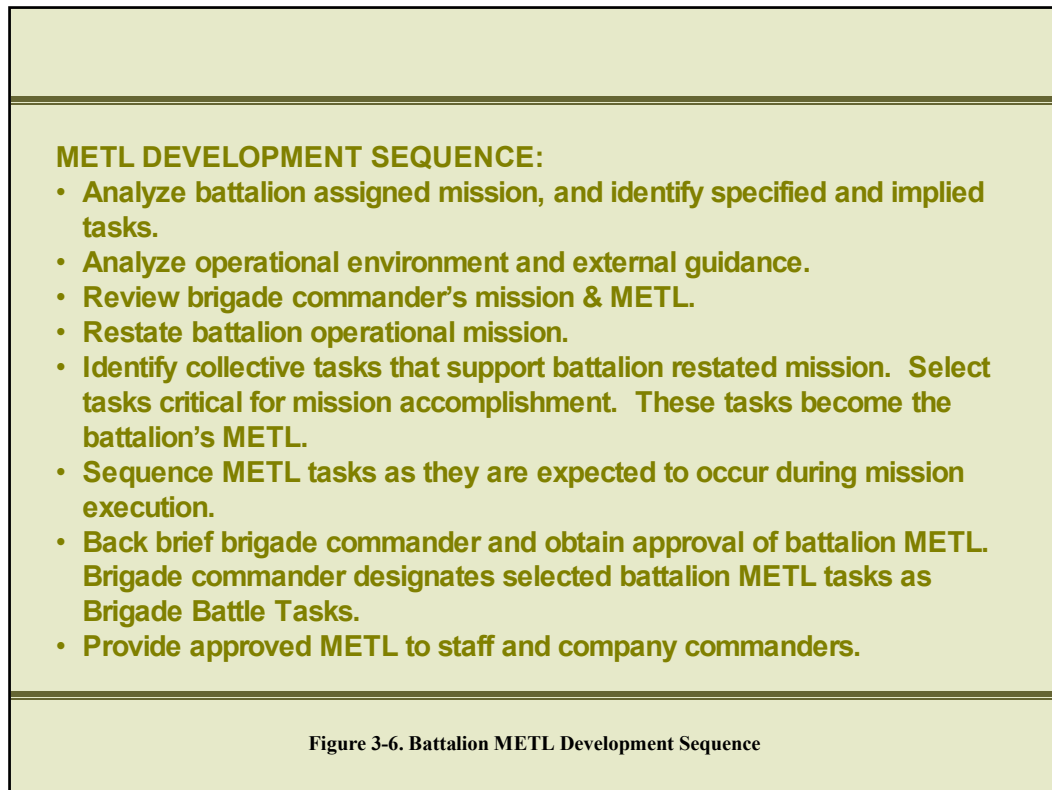 METL DEVELOPMENT SEQUENCE:
• Analyze battalion assigned mission, and identify specified and implied
tasks.
• Analyze operational environment and external guidance.
• Review brigade commander’s mission & METL.
• Restate battalion operational mission.
• Identify collective tasks that support battalion restated mission.  Select
tasks critical for mission accomplishment.  These tasks become the
battalion’s METL.
• Sequence METL tasks as they are expected to occur during mission
execution.
• Back brief brigade commander and obtain approval of battalion METL.
Brigade commander designates selected battalion METL tasks as
Brigade Battle Tasks.
• Provide approved METL to staff and company commanders.
Figure 3-6. Battalion METL Development Sequence